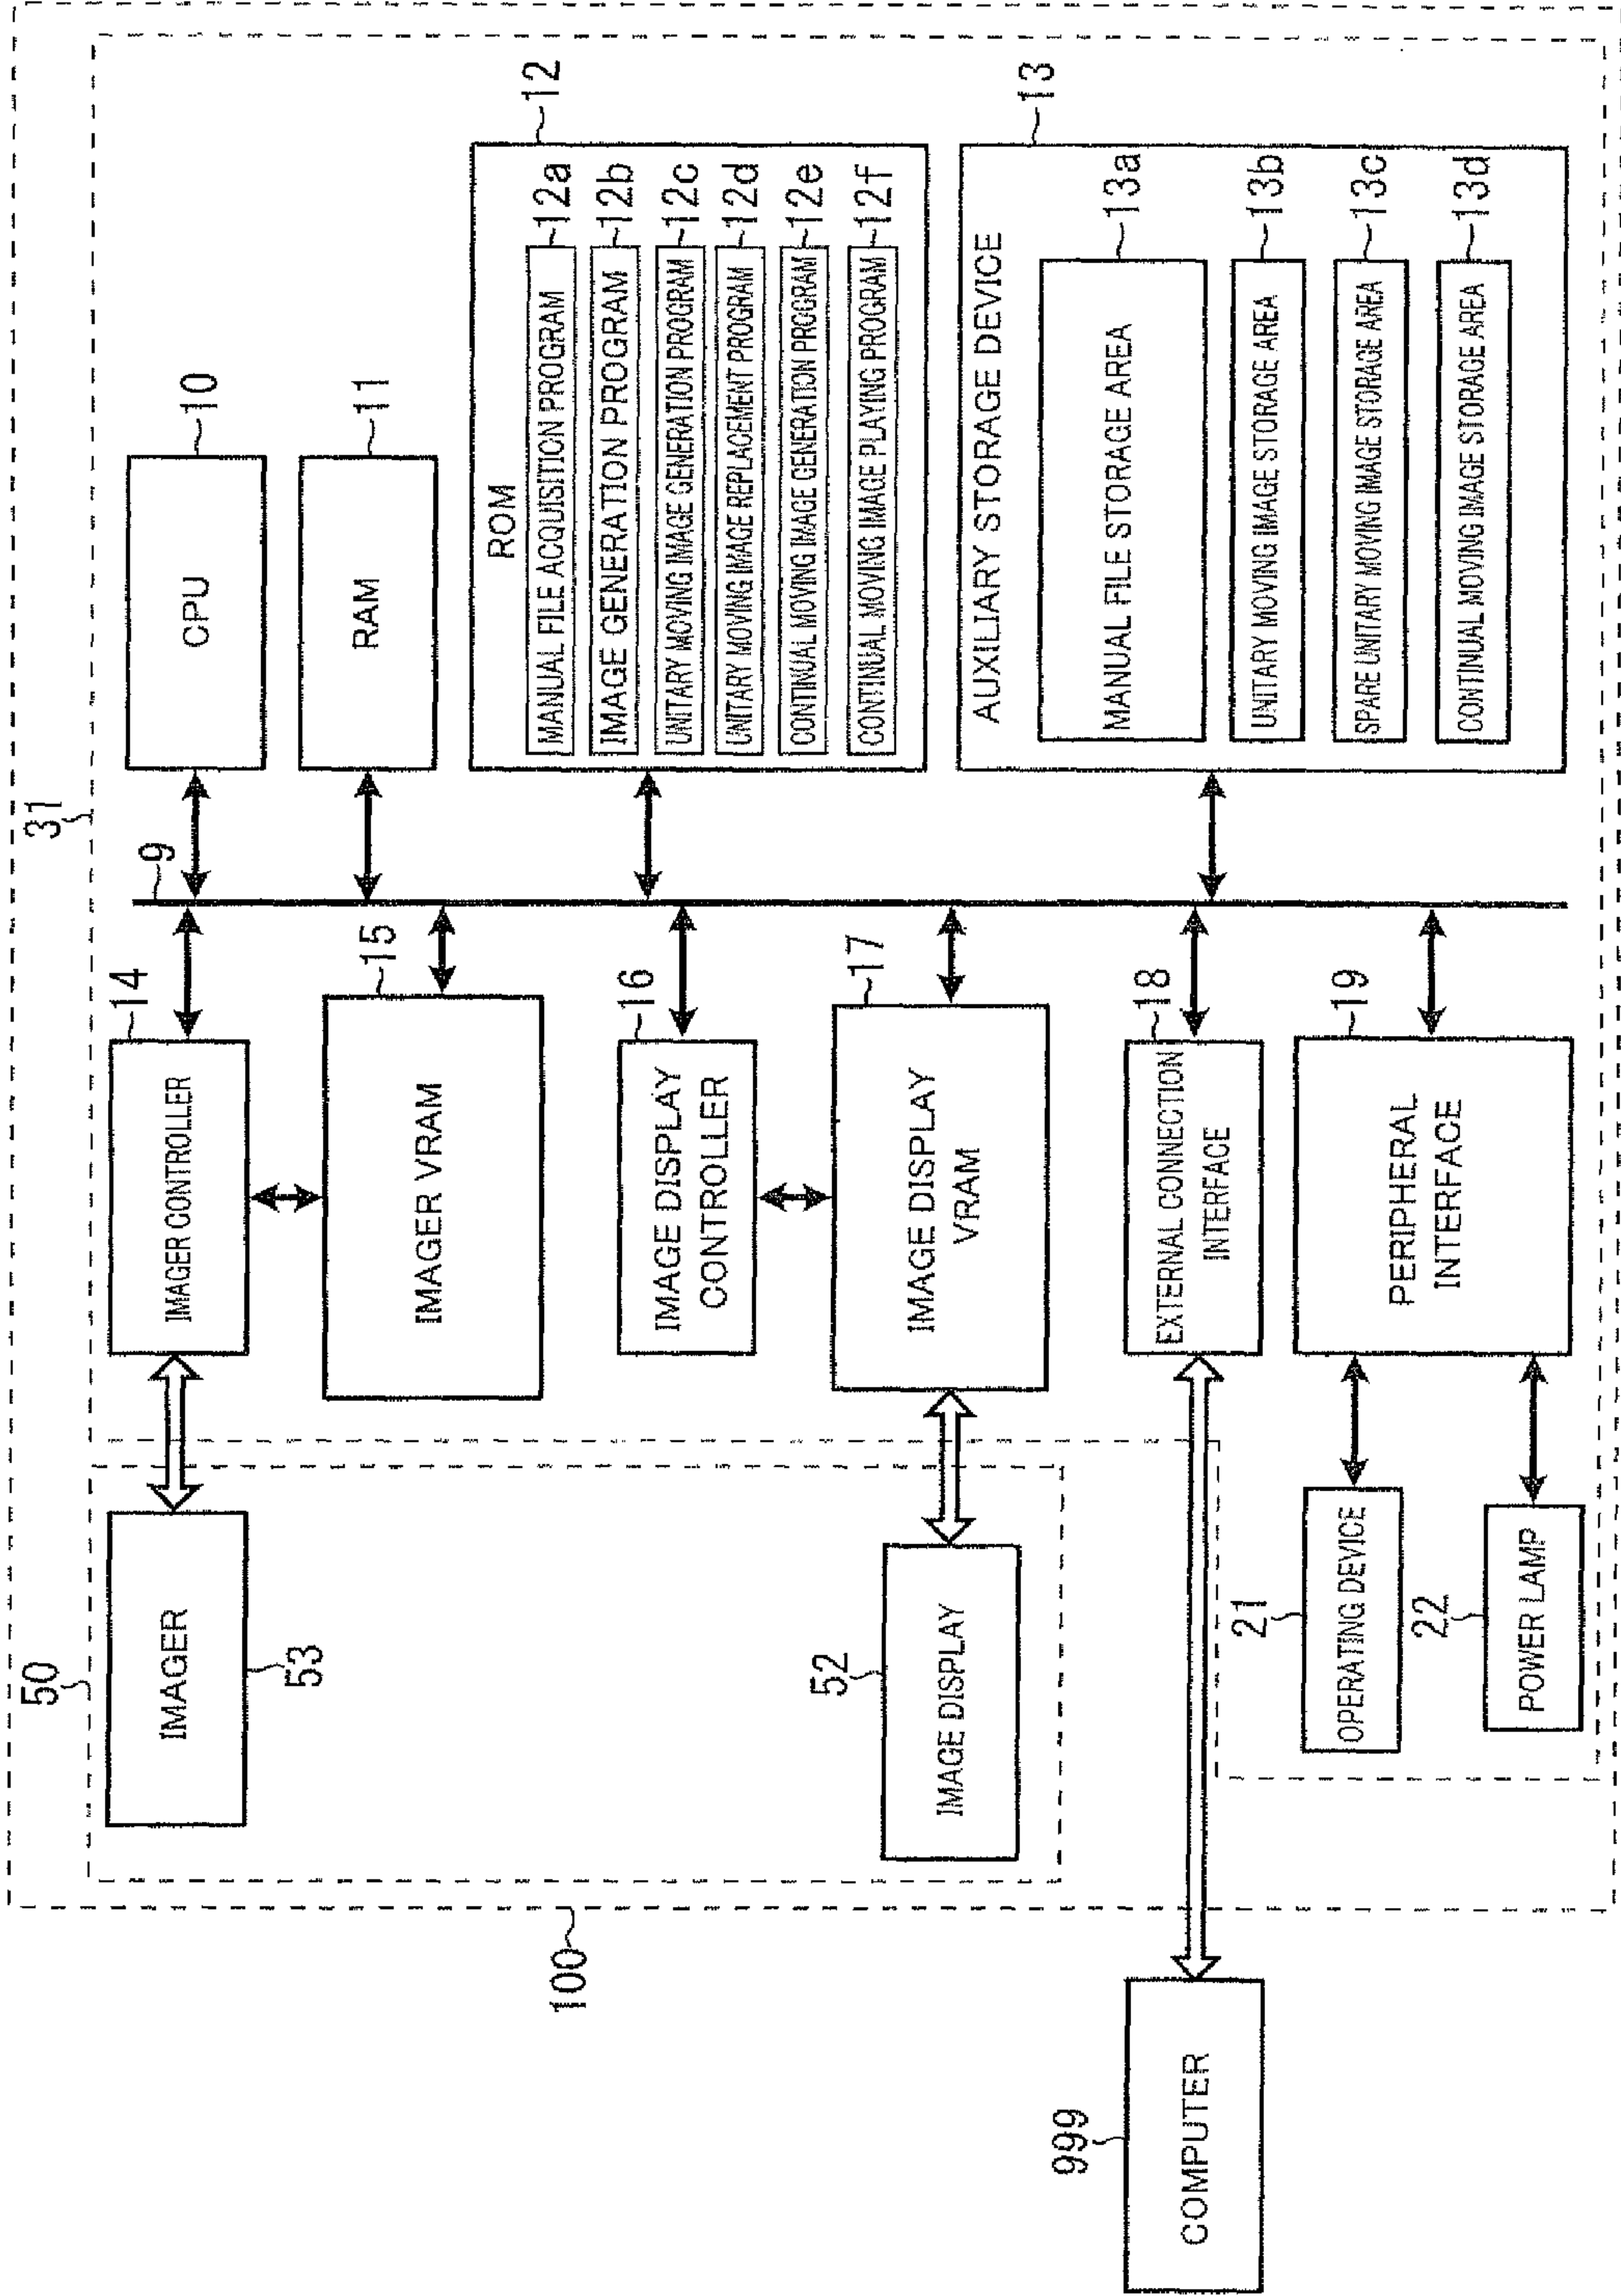 100
50
31
IMAGER
53
IMAGER CONTROLLER
14
9
CPU
10
IMAGER VRAM
15
RAM
11
ROM
12
MANUAL FILE ACQUISITION PROGRAM
12a
IMAGE GENERATION PROGRAM
12b
UNITARY MOVING IMAGE GENERATION PROGRAM
12c
UNITARY MOVING IMAGE REPLACEMENT PROGRAM
12d
CONTINUAL MOVING IMAGE GENERATION PROGRAM
12e
CONTINUAL MOVING IMAGE PLAYING PROGRAM
12f
IMAGE DISPLAY
CONTROLLER
16
52
IMAGE DISPLAY
IMAGE DISPLAY
VRAM
17
AUXILIARY STORAGE DEVICE
13
MANUAL FILE STORAGE AREA
13a
UNITARY MOVING IMAGE STORAGE AREA
13b
SPARE UNITARY MOVING IMAGE STORAGE AREA
13c
CONTINUAL MOVING IMAGE STORAGE AREA
13d
999
COMPUTER
EXTERNAL CONNECTION
INTERFACE
18
21
OPERATING DEVICE
22
POWER LAMP
PERIPHERAL
INTERFACE
19